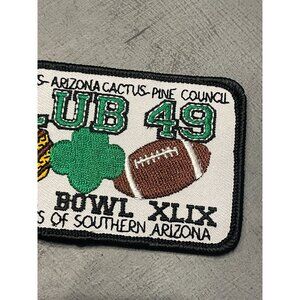 S-ARIZONA CACTUS-PINE COUNCIL
LUB 49
BOWL XLIX
S OF SOUTHERN ARIZONA